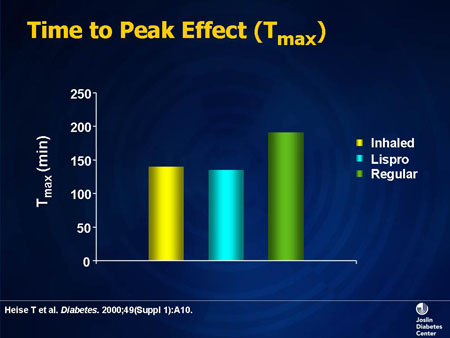 Time to Peak Effect (Tmax)
250
200
150
100
50
0
Tmax (min)
Inhaled
Lispro
Regular
Heise T et al. Diabetes. 2000;49(Suppl 1):A10.
Joslin
Diabetes
Center